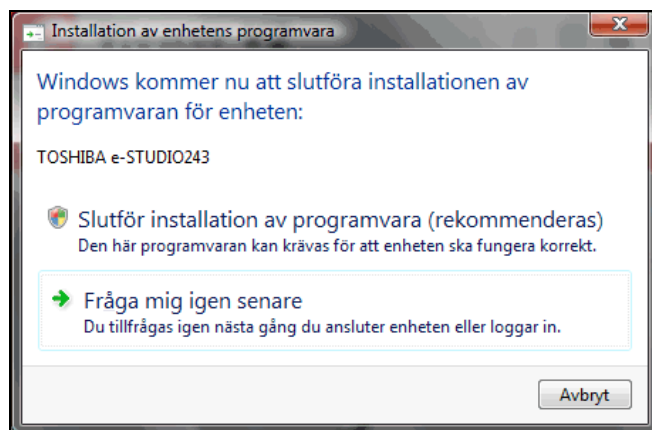 Installation av enhetens programvara
Windows kommer nu att slutföra installationen av
programvaran för enheten:
TOSHIBA e-STUDIO243
Slutför installation av programvara (rekommenderas)
Den här programvaran kan krävas för att enheten ska fungera korrekt.
Fråga mig igen senare
Du tillfrågas igen nästa gång du ansluter enheten eller loggar in.
Avbryt